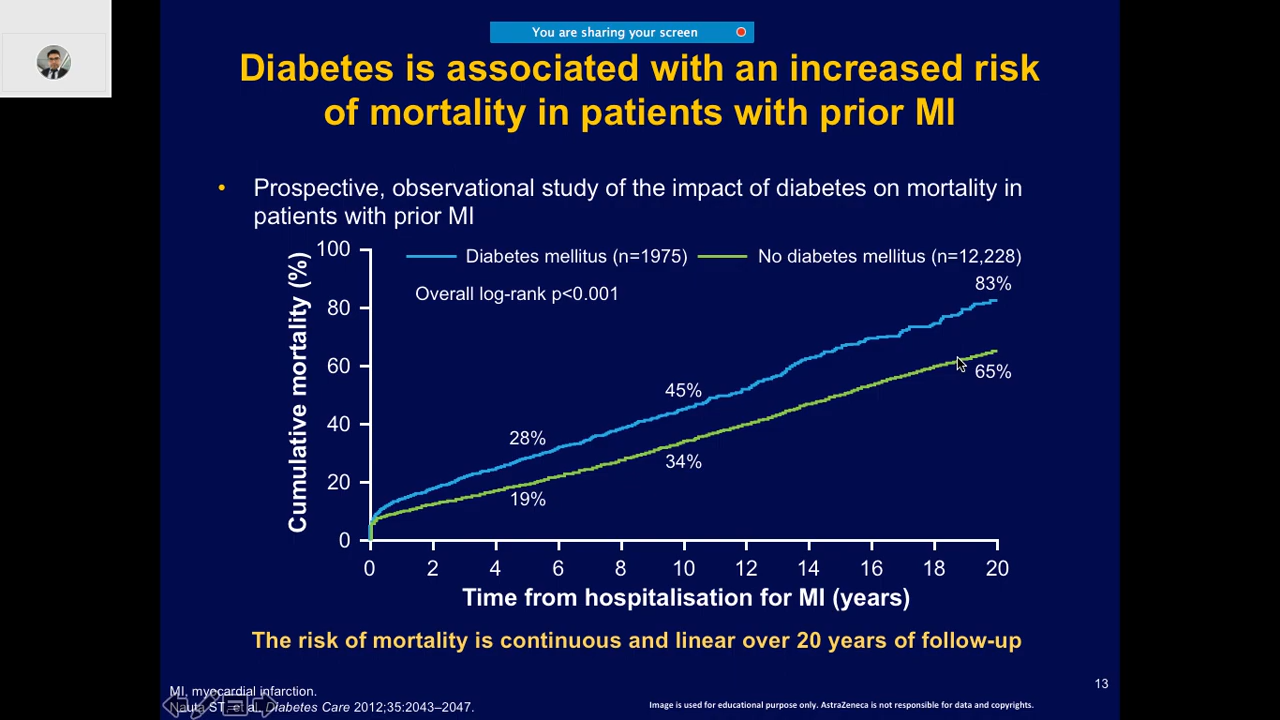 You are sharing your screen
Diabetes is associated with an increased risk
of mortality in patients with prior MI
• Prospective, observational study of the impact of diabetes on mortality in
patients with prior MI
Diabetes mellitus (n=1975) No diabetes mellitus (n=12,228)
Overall log-rank p<0.001
Cumulative mortality (%)
100
80
60
40
20
0
28%
45%
83%
19%
34%
65%
0 2 4 6 8 10 12 14 16 18 20
Time from hospitalisation for MI (years)
The risk of mortality is continuous and linear over 20 years of follow-up
13
MI, myocardial infarction.
Nauta ST, et al. Diabetes Care 2012;35:2043–2047.
Image is used for educational purpose only. AstraZeneca is not responsible for data and copyrights.